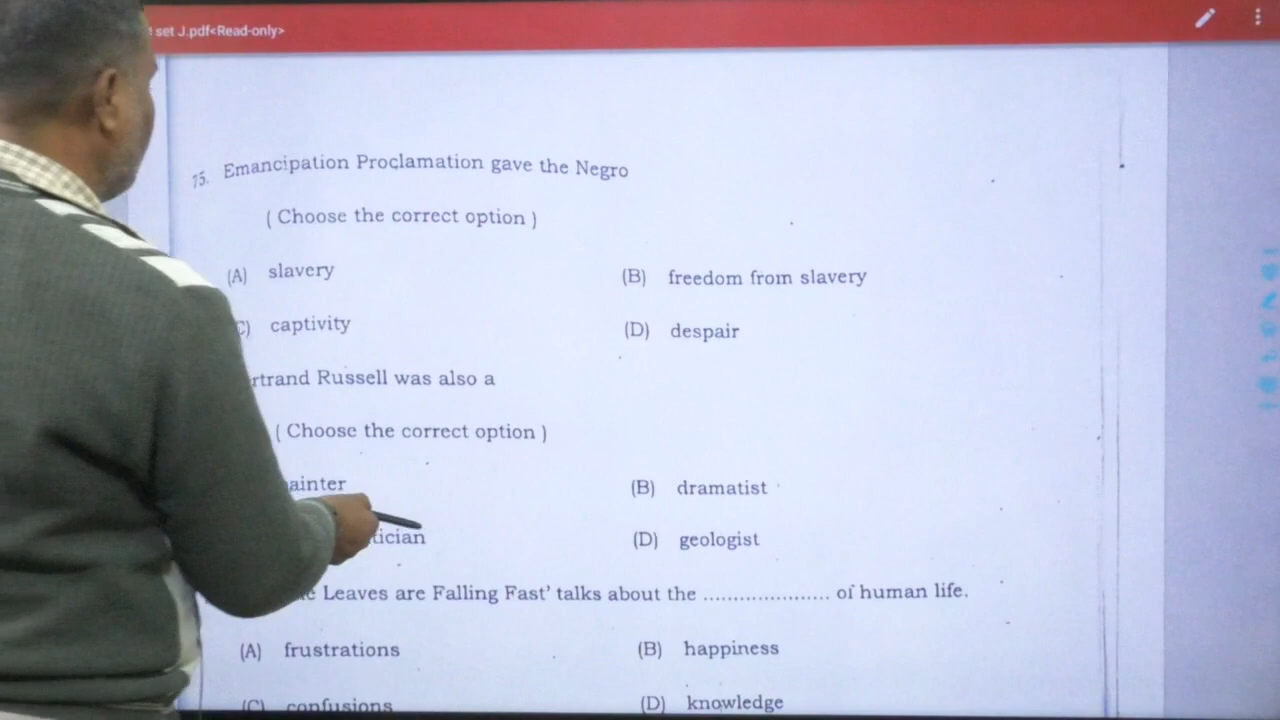 set J.pdf<Read-only>
75. Emancipation Proclamation gave the Negro
( Choose the correct option )
(A) slavery (B) freedom from slavery
C) captivity (D) despair
rtrand Russell was also a
( Choose the correct option )
ainter (B) dramatist
tician (D) geologist
e Leaves are Falling Fast' talks about the ..................... of human life.
(A) frustrations (B) happiness
(C) confusions (D) knowledge